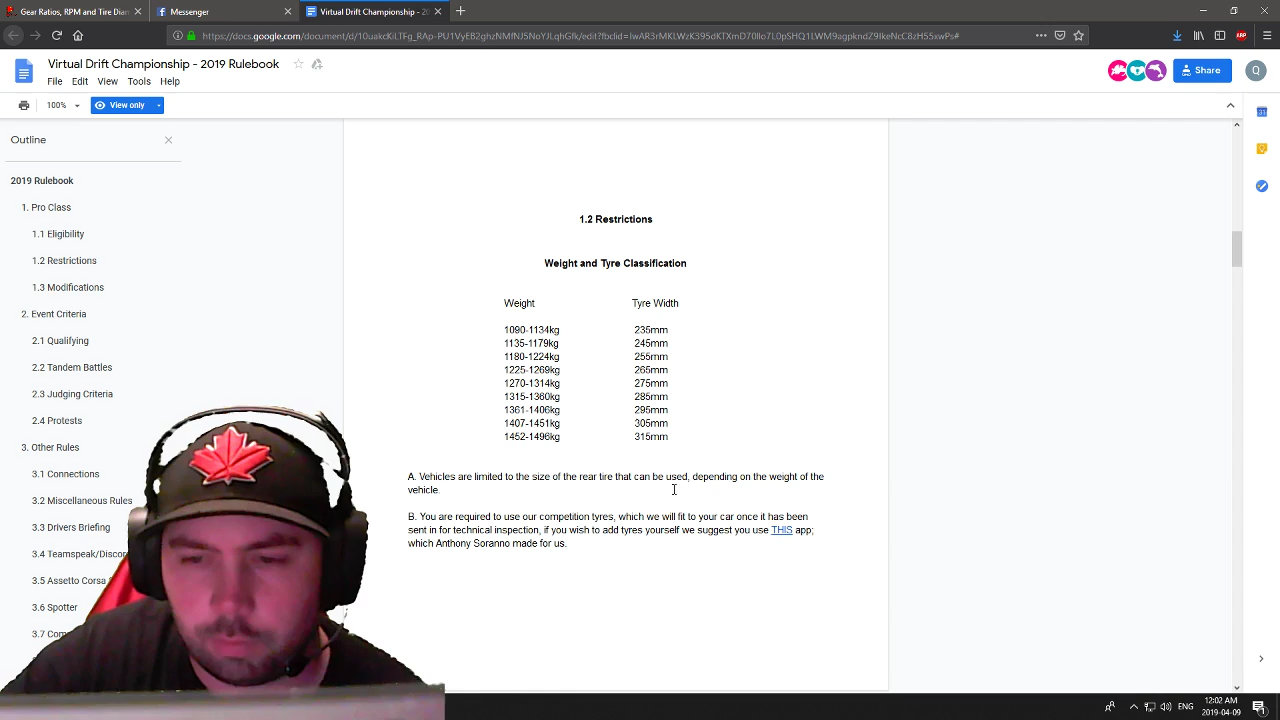 Gear Ratios, RPM and Tire Dian
Messenger
Virtual Drift Championship - 20
Virtual Drift Championship - 2019 Rulebook
File Edit View Tools Help
Share
Q
100%
View only
31
Outline
2019 Rulebook
1. Pro Class
1.1 Eligibility
1.2 Restrictions
1.3 Modifications
2. Event Criteria
2.1 Qualifying
2.2 Tandem Battles
2.3 Judging Criteria
2.4 Protests
3. Other Rules
3.1 Connections
3.2 Miscellaneous Rules
3.3 Drivers Briefing
3.4 Teamspeak/Discor
3.5 Assetto Corsa
3.6 Spotter
3.7 Com
1.2 Restrictions
Weight and Tyre Classification
Weight Tyre Width
1090-1134kg 235mm
1135-1179kg 245mm
1180-1224kg 255mm
1225-1269kg 265mm
1270-1314kg 275mm
1315-1360kg 285mm
1361-1406kg 295mm
1407-1451kg 305mm
1452-1496kg 315mm
A. Vehicles are limited to the size of the rear tire that can be used, depending on the weight of the
vehicle.
B. You are required to use our competition tyres, which we will fit to your car once it has been
sent in for technical inspection, if you wish to add tyres yourself we suggest you use THIS app;
which Anthony Soranno made for us.
ENG
12:02 AM
2019-04-09